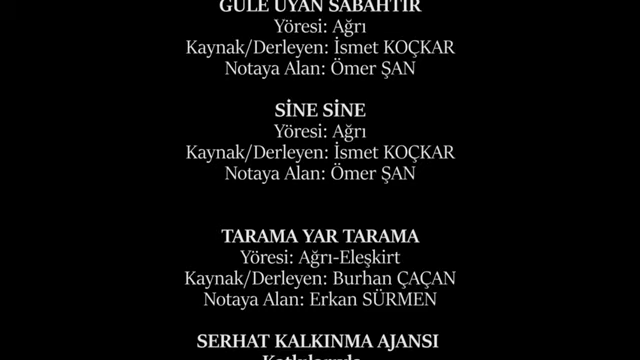 GÜLE UYAN SABAHTIR
Yöresi: Ağrı
Kaynak/Derleyen: İsmet KOÇKAR
Notaya Alan: Ömer ŞAN
SİNE SİNE
Yöresi: Ağrı
Kaynak/Derleyen: İsmet KOÇKAR
Notaya Alan: Ömer ŞAN
TARAMA YAR TARAMA
Yöresi: Ağrı-Eleşkirt
Kaynak/Derleyen: Burhan ÇAÇAN
Notaya Alan: Erkan SÜRMEN
SERHAT KALKINMA AJANSI
Katkılarıyla